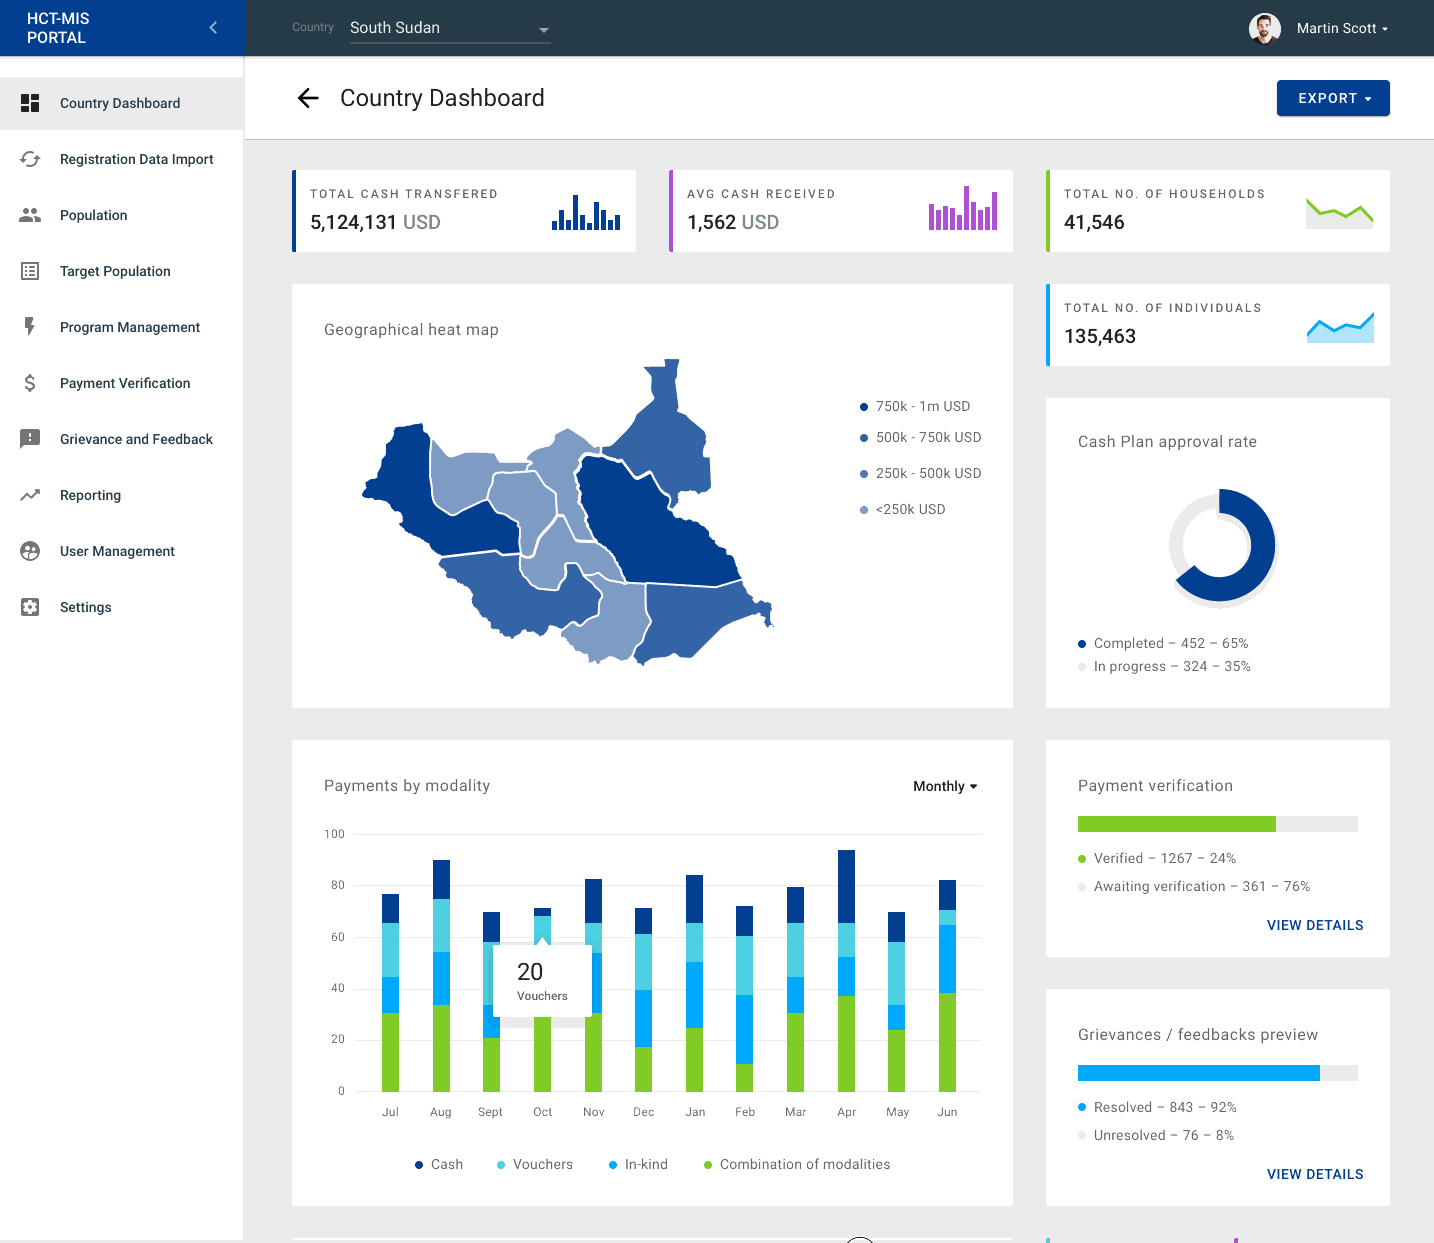 HCT-MIS
PORTAL
Country
South Sudan
Martin Scott
Country Dashboard
Registration Data Import
Population
Target Population
Program Management
Payment Verification
Grievance and Feedback
Reporting
User Management
Settings
Country Dashboard
EXPORT
TOTAL CASH TRANSFERED
5,124,131 USD
AVG CASH RECEIVED
1,562 USD
TOTAL NO. OF HOUSEHOLDS
41,546
TOTAL NO. OF INDIVIDUALS
135,463
Geographical heat map
750k - 1m USD
500k - 750k USD
250k - 500k USD
<250k USD
Cash Plan approval rate
Completed – 452 – 65%
In progress – 324 – 35%
Payments by modality
Monthly
100
80
60
40
20
0
20
Vouchers
Jul Aug Sept Oct Nov Dec Jan Feb Mar Apr May Jun
Cash Vouchers In-kind Combination of modalities
Payment verification
Verified – 1267 – 24%
Awaiting verification – 361 – 76%
VIEW DETAILS
Grievances / feedbacks preview
Resolved – 843 – 92%
Unresolved – 76 – 8%
VIEW DETAILS